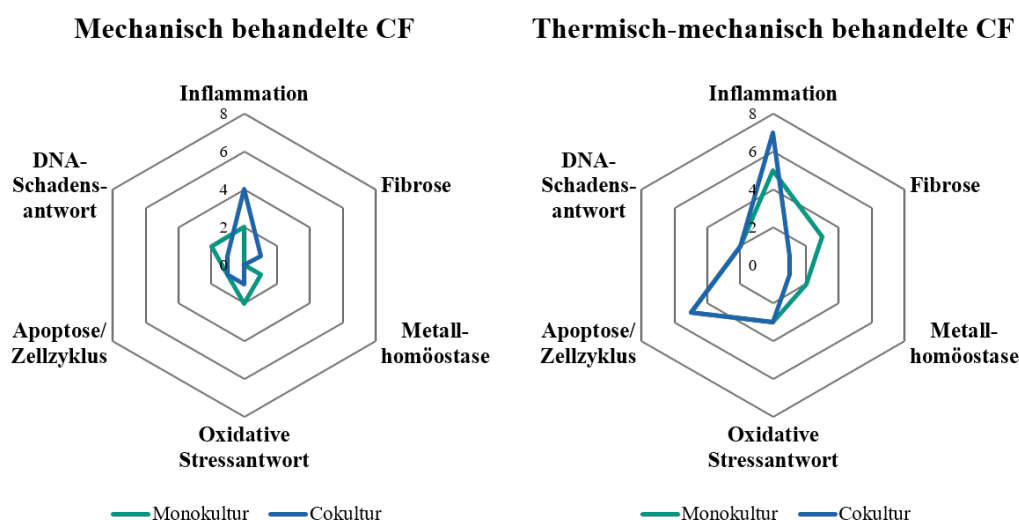 Mechanisch behandelte CF
Inflammation
8
6
4
2
0
DNA-
Schadens-
antwort
Fibrose
Apoptose/
Zellzyklus
Metall-
homöostase
Oxidative
Stressantwort
Monokultur
Cokultur
Thermisch-mechanisch behandelte CF
Inflammation
8
6
4
2
0
DNA-
Schadens-
antwort
Fibrose
Apoptose/
Zellzyklus
Metall-
homöostase
Oxidative
Stressantwort
Monokultur
Cokultur